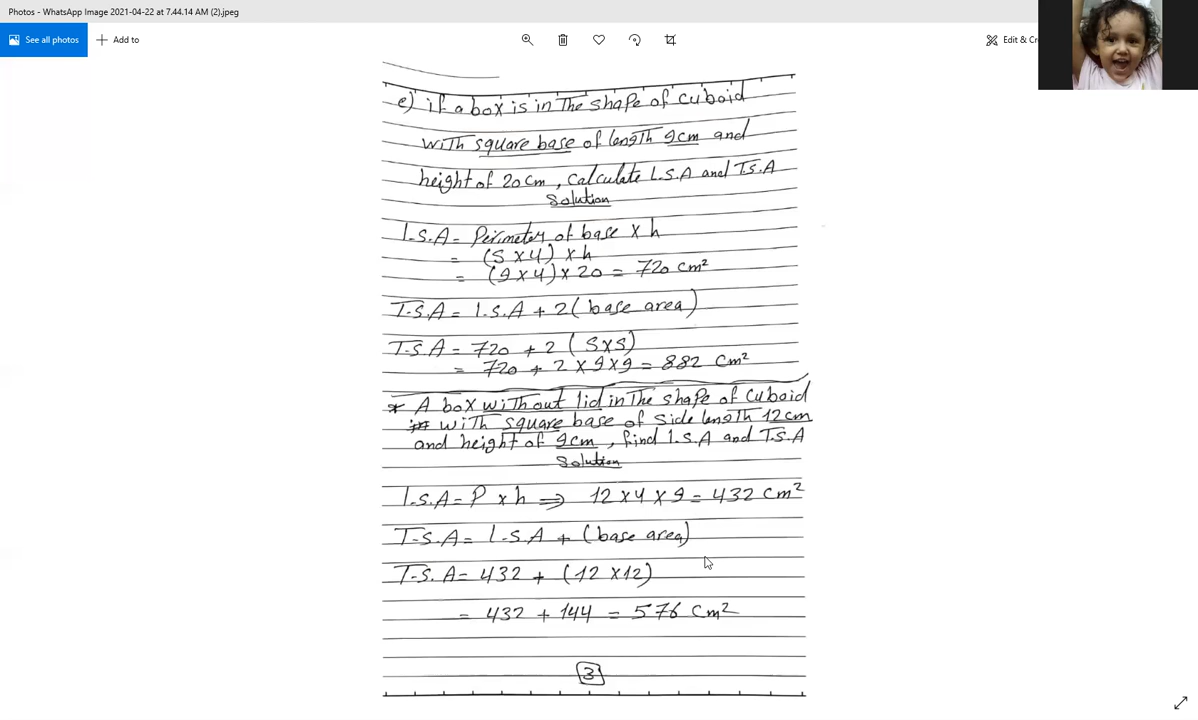 Photos - WhatsApp Image 2021-04-22 at 7.44.14 AM (2).jpeg
See all photos
Add to
Edit & Cr
e) if a box is in the shape of cuboid
with square base of length 9cm and
height of 20 cm, calculate L.S.A and T.S.A
Solution
L.S.A = Perimeter of base × h
= (S × 4) × h
= (9 × 4) × 20 = 720 cm²
T.S.A = L.S.A + 2 (base area)
T.S.A = 720 + 2 (S×S)
= 720 + 2 × 9 × 9 = 882 cm²
* A box without lid in the shape of cuboid
with square base of side length 12cm
and height of 9cm, find L.S.A and T.S.A
Solution
L.S.A = P × h ⇒ 12 × 4 × 9 = 432 cm²
T.S.A = L.S.A + (base area)
T.S.A = 432 + (12 × 12)
= 432 + 144 = 576 cm²
3